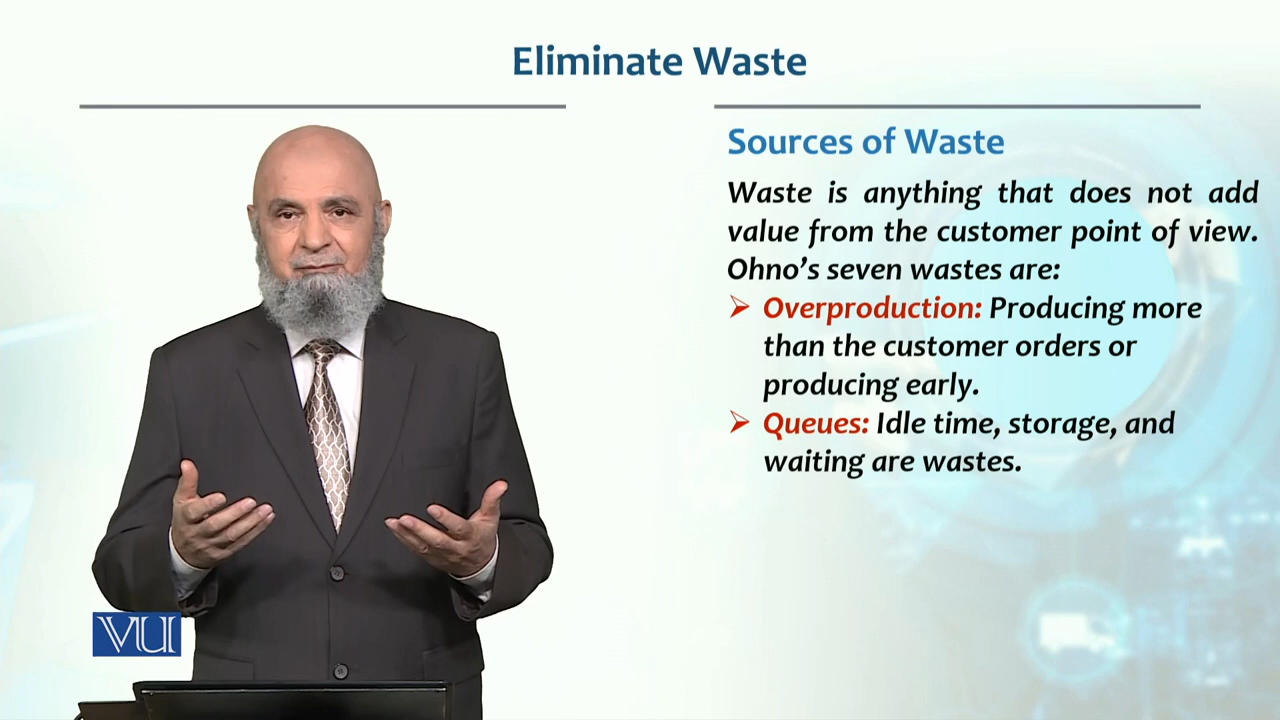 Eliminate Waste
Sources of Waste
Waste is anything that does not add
value from the customer point of view.
Ohno’s seven wastes are:
➢ Overproduction: Producing more
than the customer orders or
producing early.
➢ Queues: Idle time, storage, and
waiting are wastes.
VU